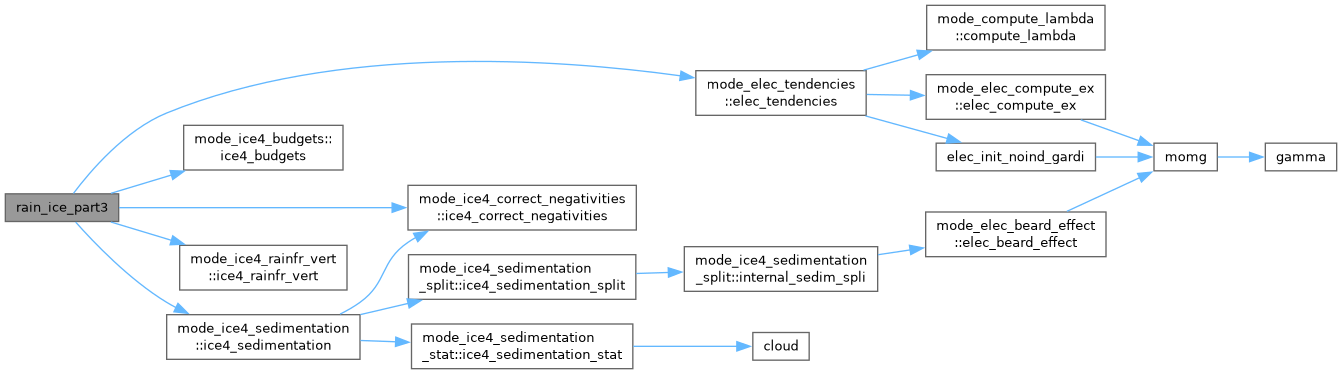 mode_compute_lambda
::compute_lambda
mode_elec_tendencies
::elec_tendencies
mode_elec_compute_ex
::elec_compute_ex
mode_ice4_budgets::
ice4_budgets
elec_init_noind_gardi
momg
gamma
rain_ice_part3
mode_ice4_correct_negativities
::ice4_correct_negativities
mode_elec_beard_effect
::elec_beard_effect
mode_ice4_rainfr_vert
::ice4_rainfr_vert
mode_ice4_sedimentation
_split::ice4_sedimentation_split
mode_ice4_sedimentation
_split::internal_sedim_spli
mode_ice4_sedimentation
::ice4_sedimentation
mode_ice4_sedimentation
_stat::ice4_sedimentation_stat
cloud